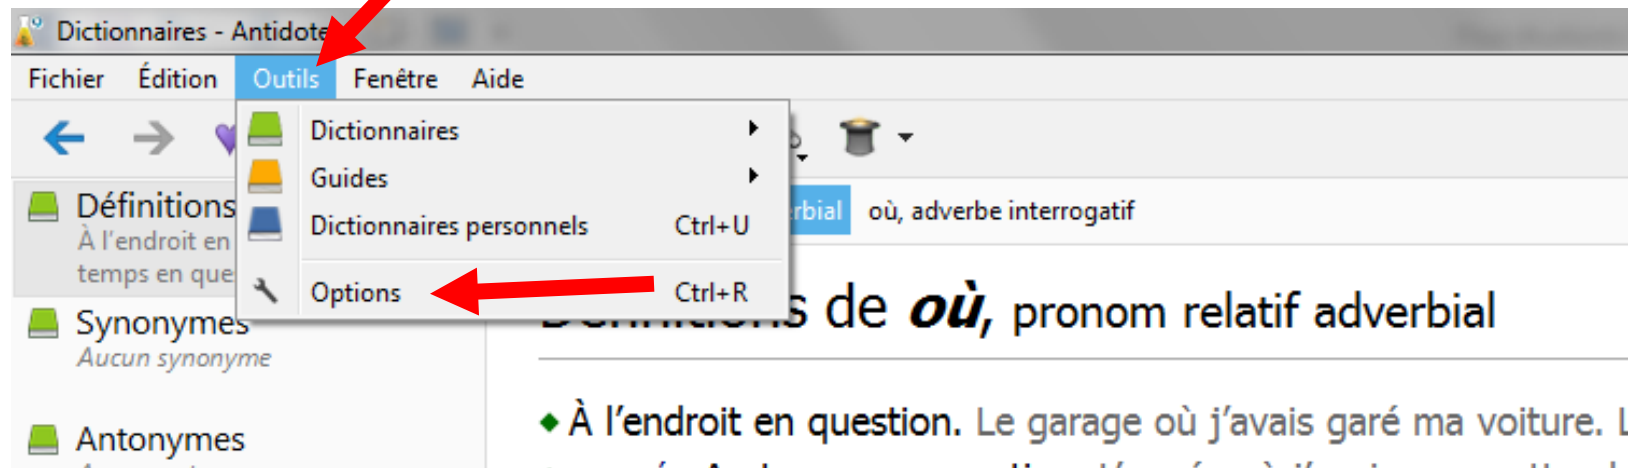 Dictionnaires - Antidote
Fichier Édition Outils Fenêtre Aide
Dictionnaires
Guides
Dictionnaires personnels Ctrl+U
Options Ctrl+R
Définitions
À l'endroit en
temps en que
Synonymes
Aucun synonyme
Antonymes
rbial où, adverbe interrogatif
de où, pronom relatif adverbial
À l'endroit en question. Le garage où j'avais garé ma voiture.